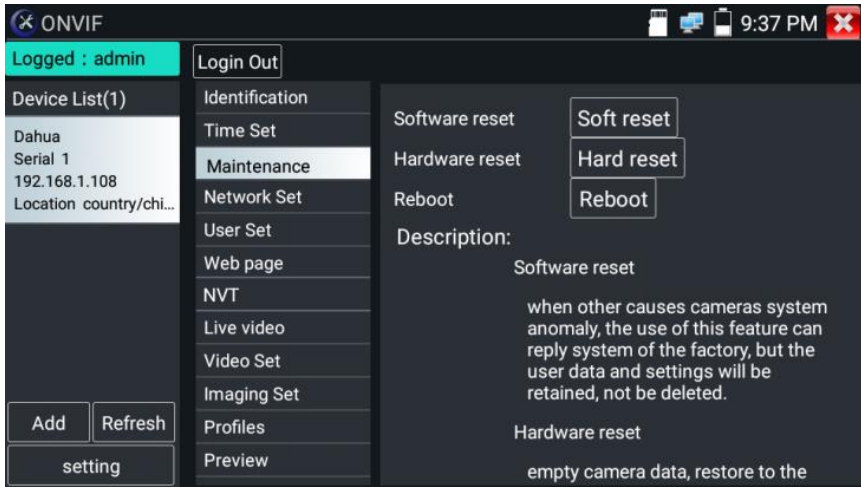 ONVIF
9:37 PM
Logged : admin
Login Out
Device List(1)
Dahua
Serial 1
192.168.1.108
Location country/chi...
Add
Refresh
setting
Identification
Time Set
Maintenance
Network Set
User Set
Web page
NVT
Live video
Video Set
Imaging Set
Profiles
Preview
Software reset
Soft reset
Hardware reset
Hard reset
Reboot
Reboot
Description:
Software reset
when other causes cameras system
anomaly, the use of this feature can
reply system of the factory, but the
user data and settings will be
retained, not be deleted.
Hardware reset
empty camera data, restore to the